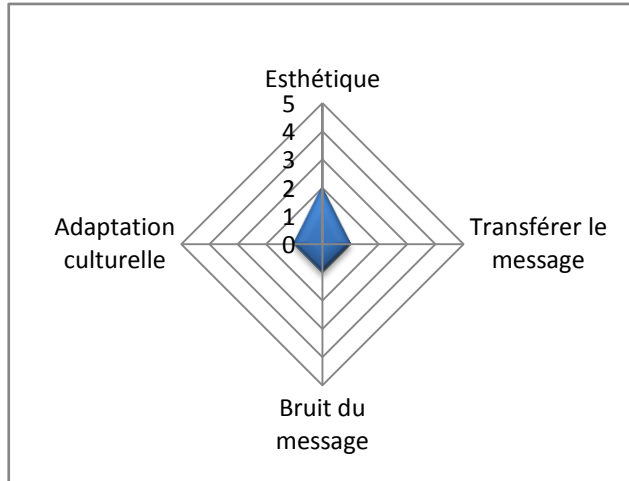 Esthétique
5
4
3
2
1
0
Adaptation
culturelle
Transférer le
message
Bruit du
message